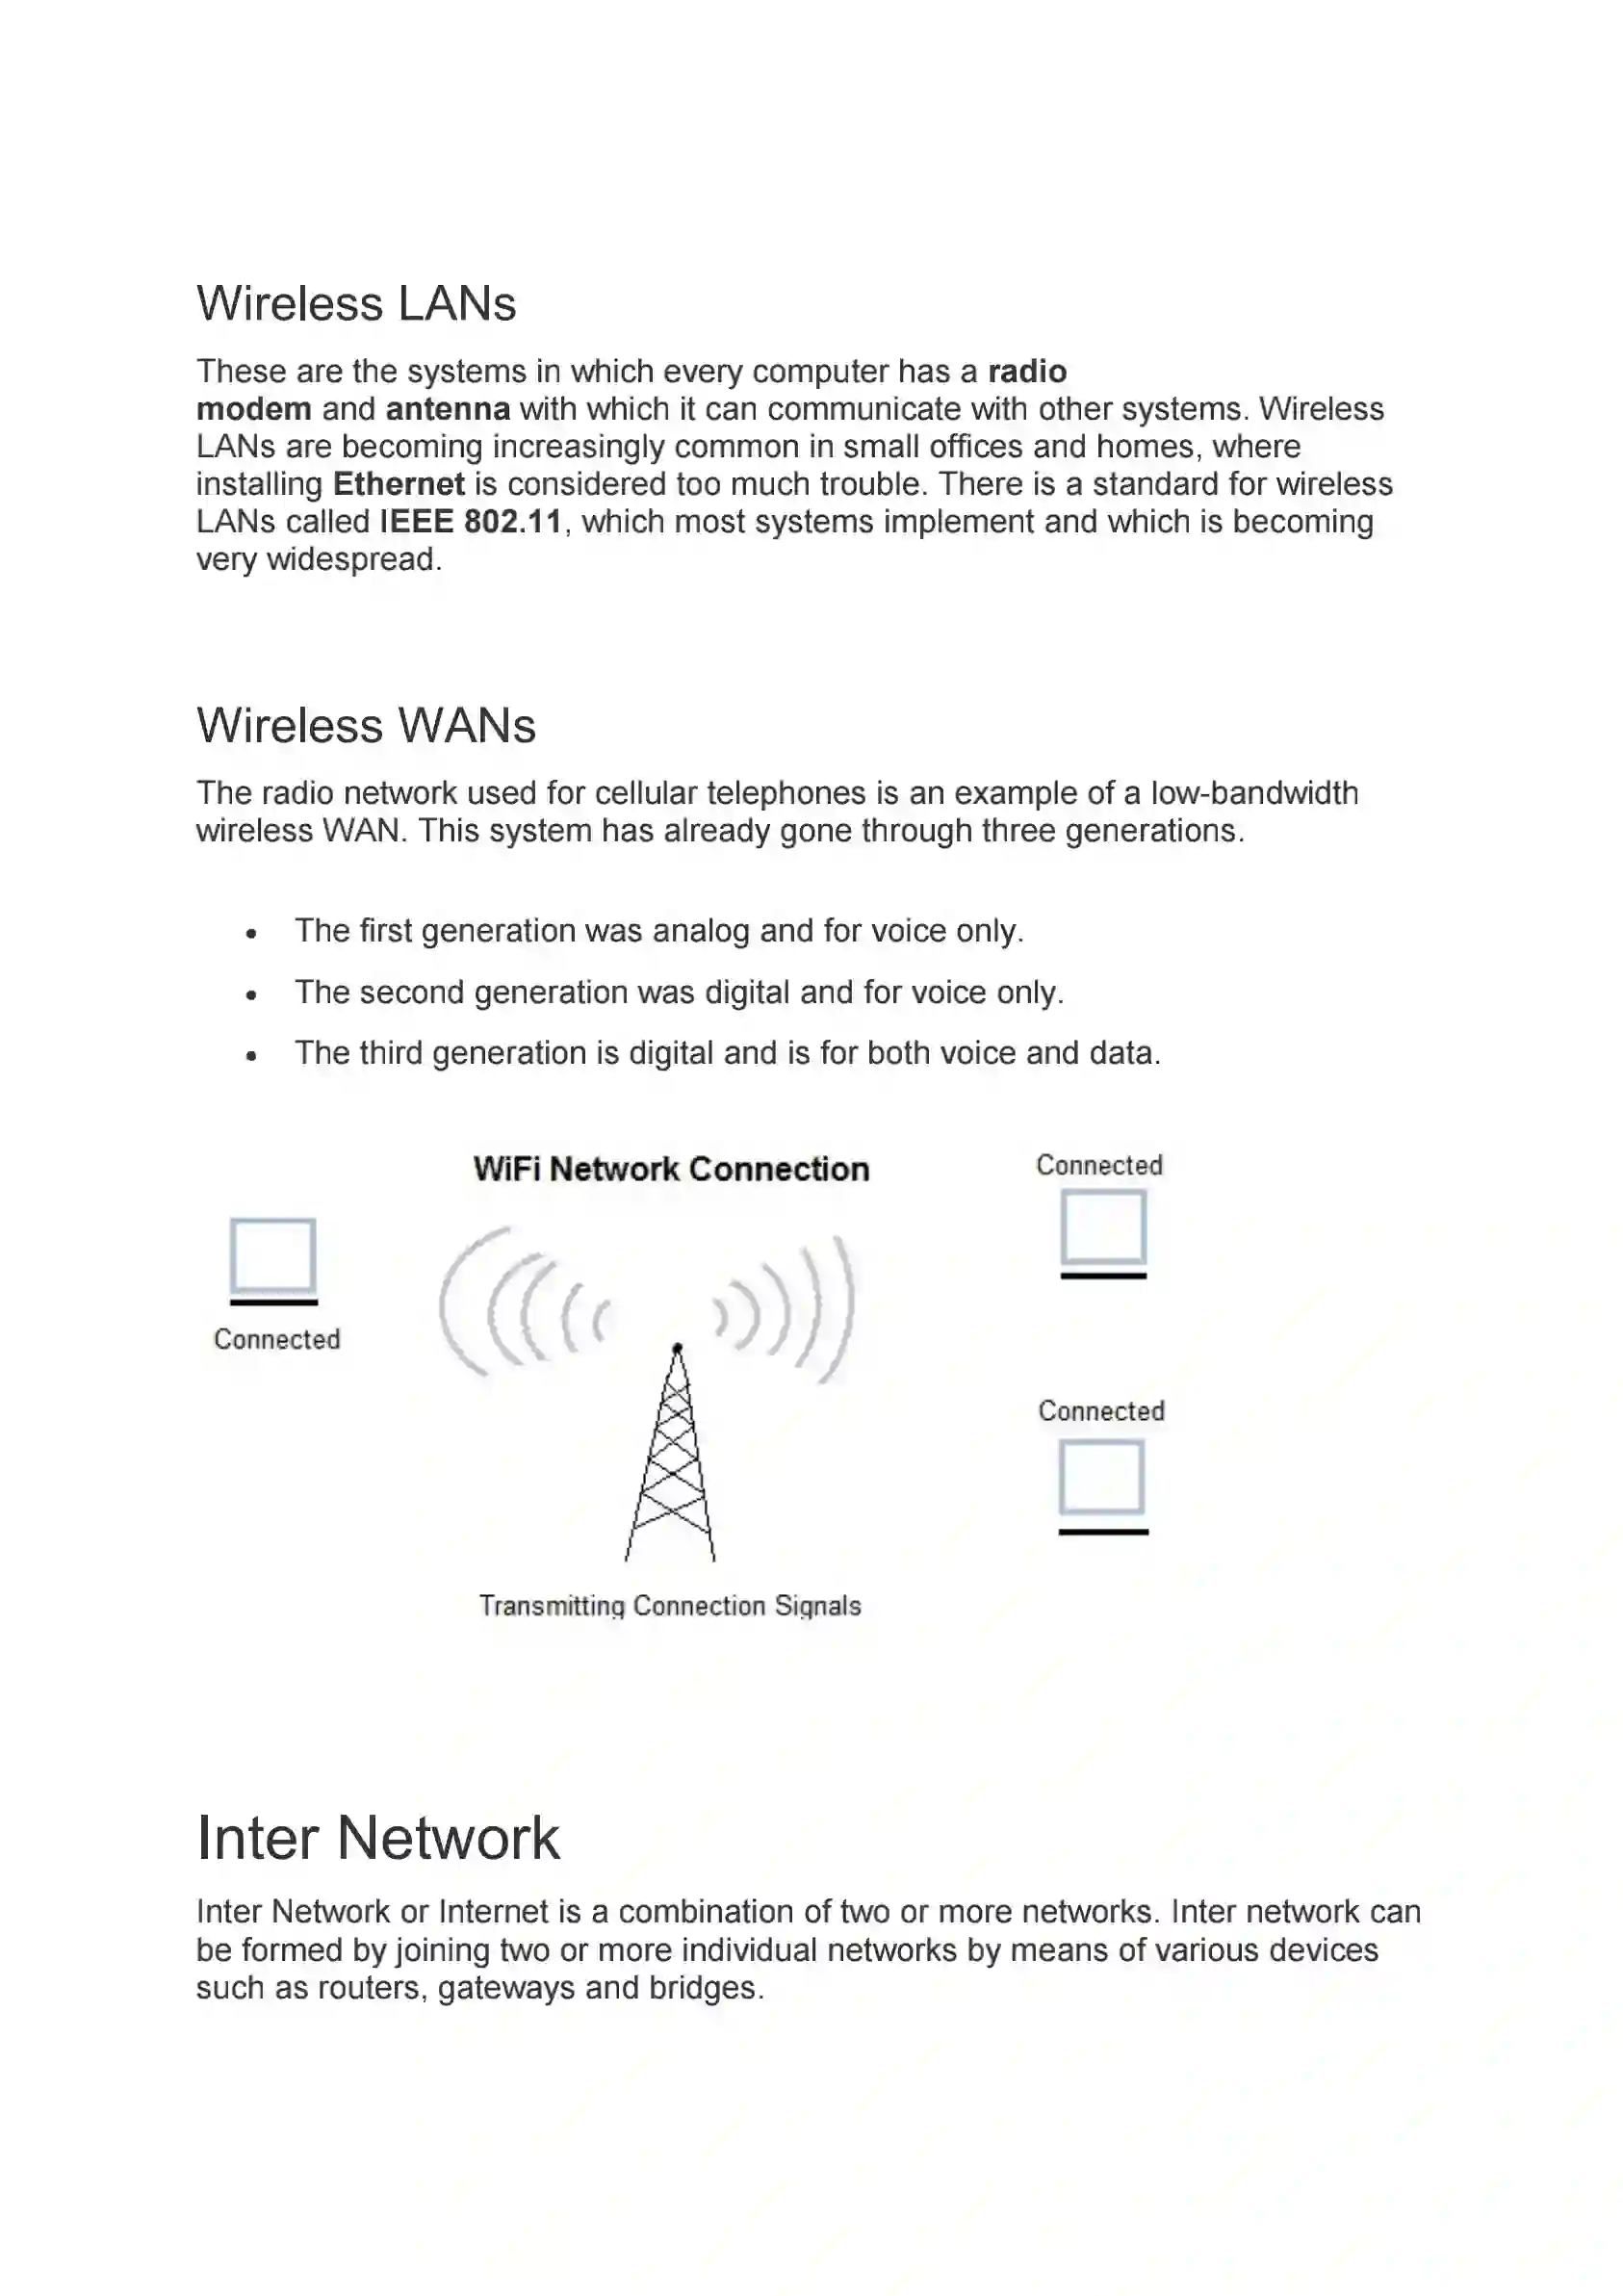 Wireless LANs
These are the systems in which every computer has a radio
modem and antenna with which it can communicate with other systems. Wireless
LANs are becoming increasingly common in small offices and homes, where
installing Ethernet is considered too much trouble. There is a standard for wireless
LANs called IEEE 802.11, which most systems implement and which is becoming
very widespread.
Wireless WANs
The radio network used for cellular telephones is an example of a low-bandwidth
wireless WAN. This system has already gone through three generations.
• The first generation was analog and for voice only.
• The second generation was digital and for voice only.
• The third generation is digital and is for both voice and data.
WiFi Network Connection
Connected
Connected
Connected
Transmitting Connection Signals
Inter Network
Inter Network or Internet is a combination of two or more networks. Inter network can
be formed by joining two or more individual networks by means of various devices
such as routers, gateways and bridges.